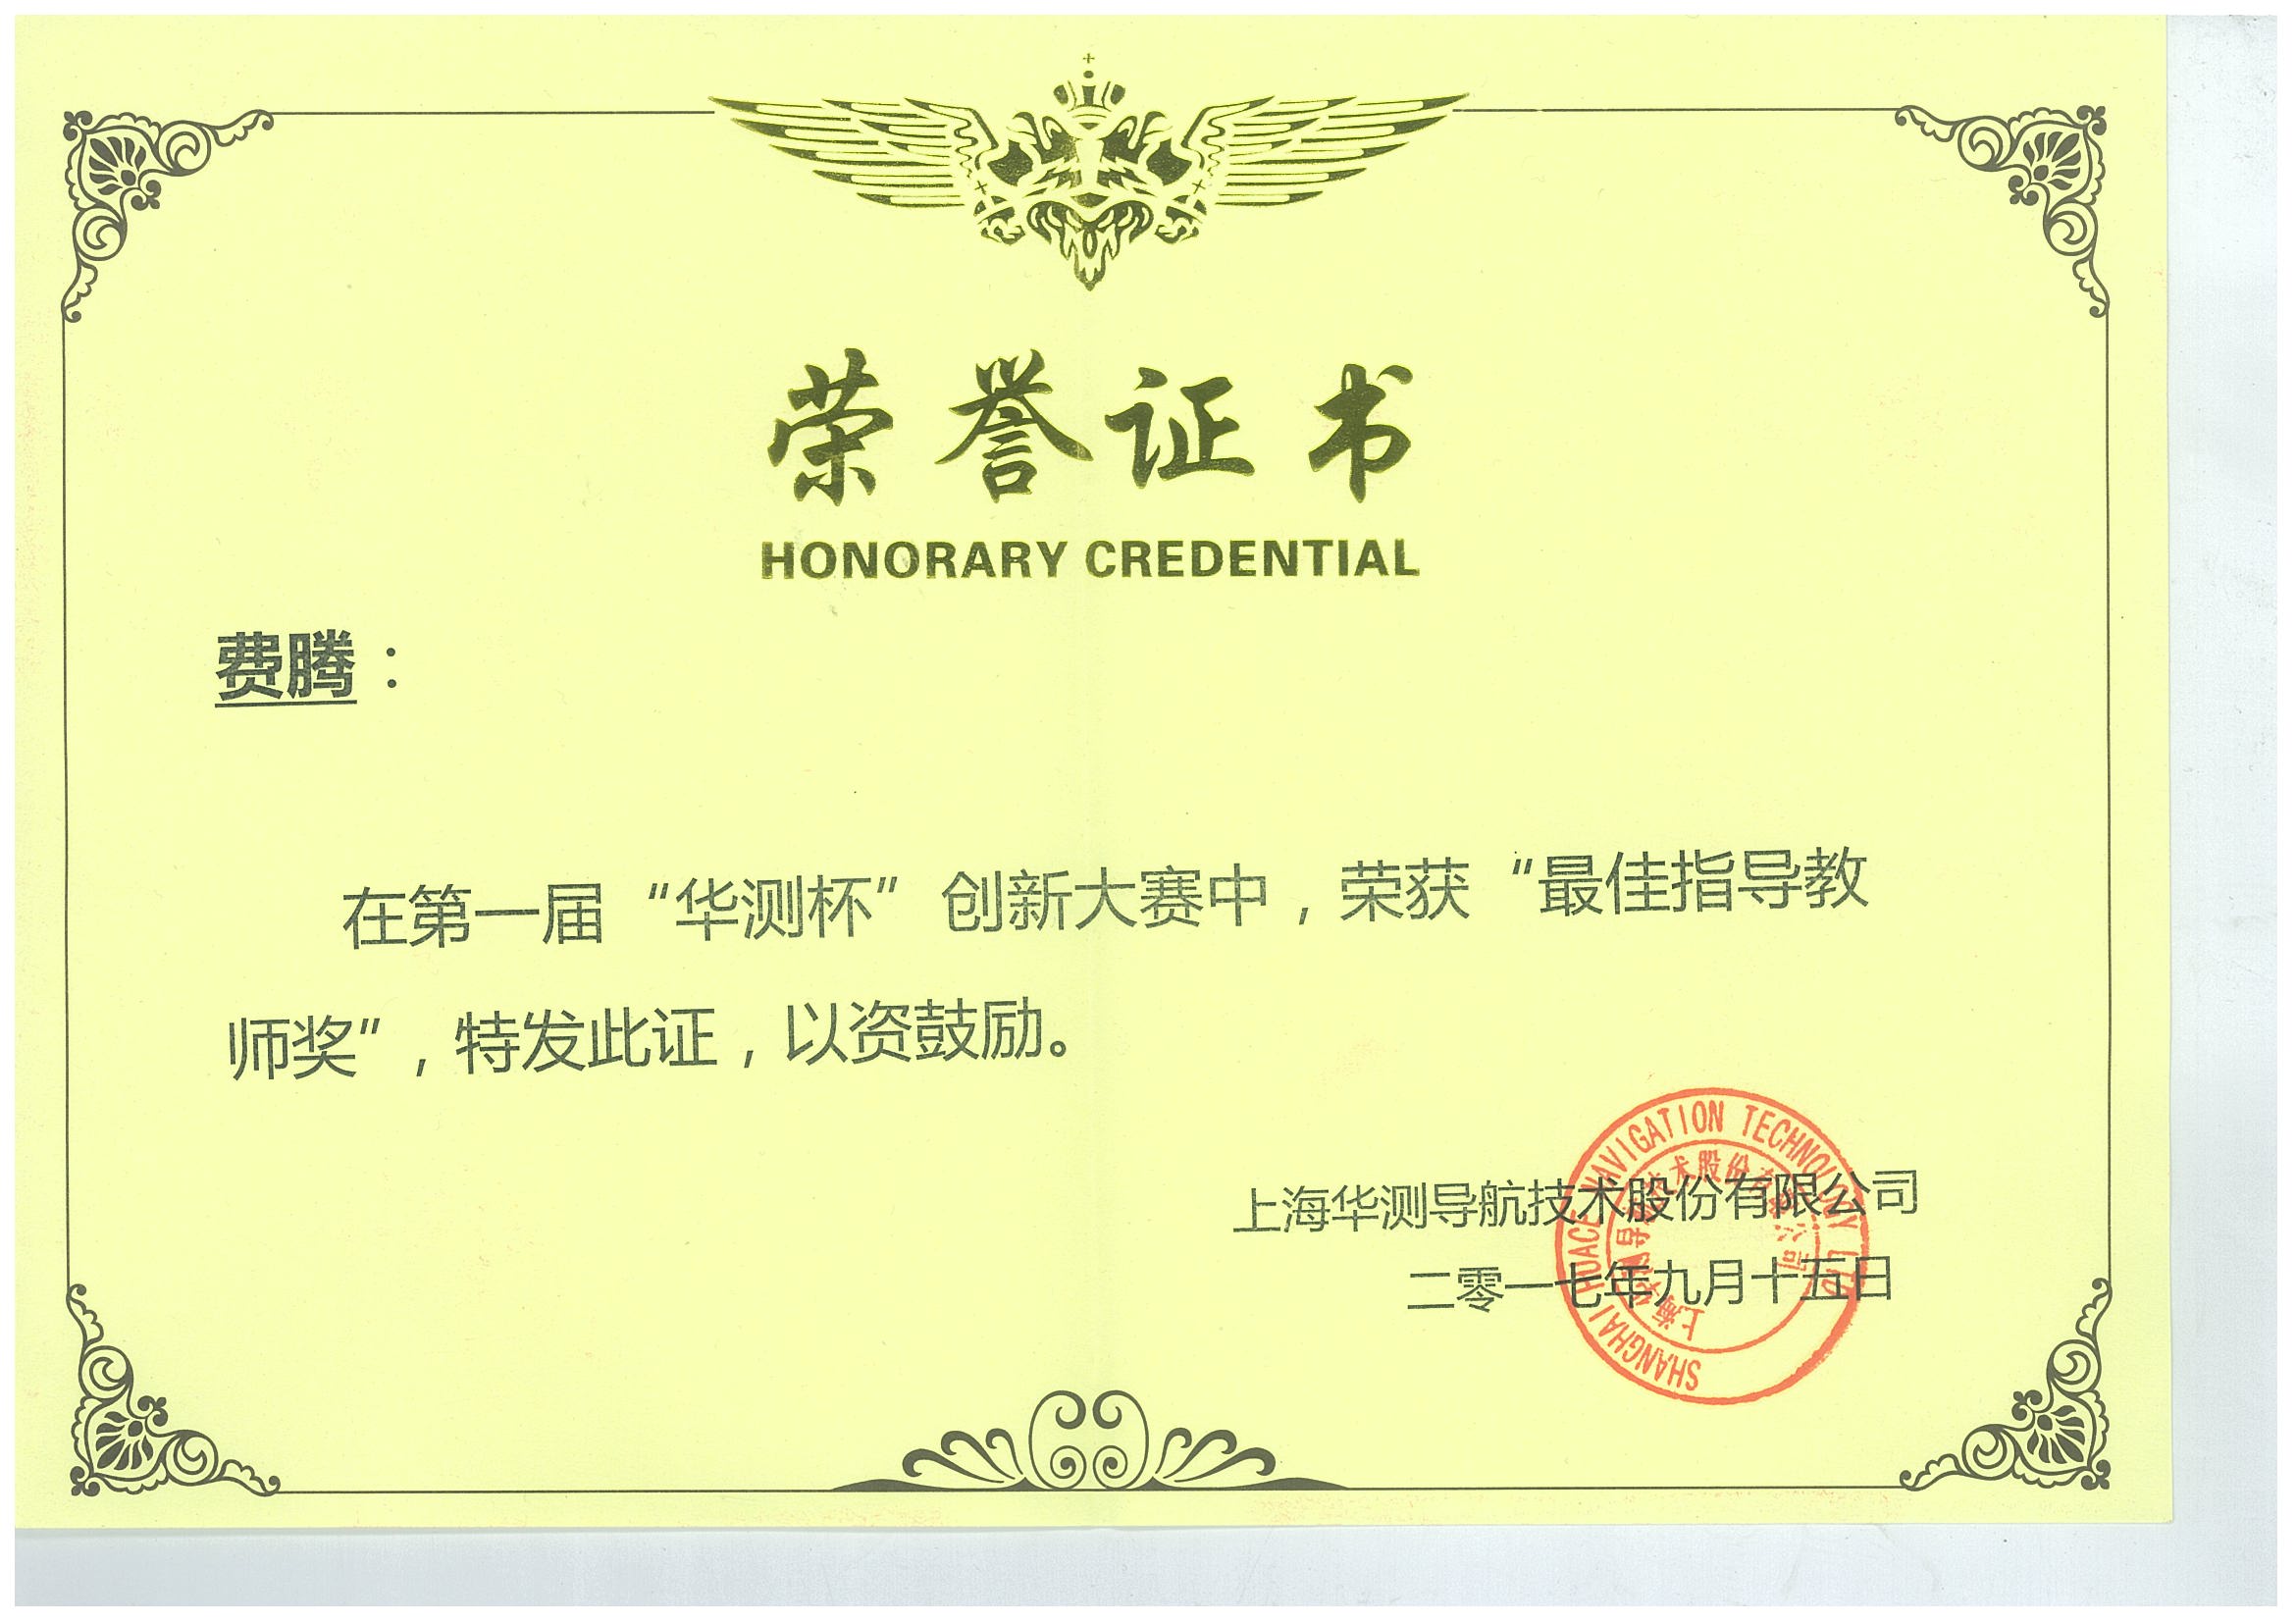 荣誉证书
HONORARY CREDENTIAL
费腾：
在第一届“华测杯”创新大赛中，荣获“最佳指导教
师奖”，特发此证，以资鼓励。
上海华测导航技术股份有限公司
二零一七年九月十五日
SHANGHAI HUACE NAVIGATION TECHNOLOGY LTD
上海华测导航技术股份有限公司